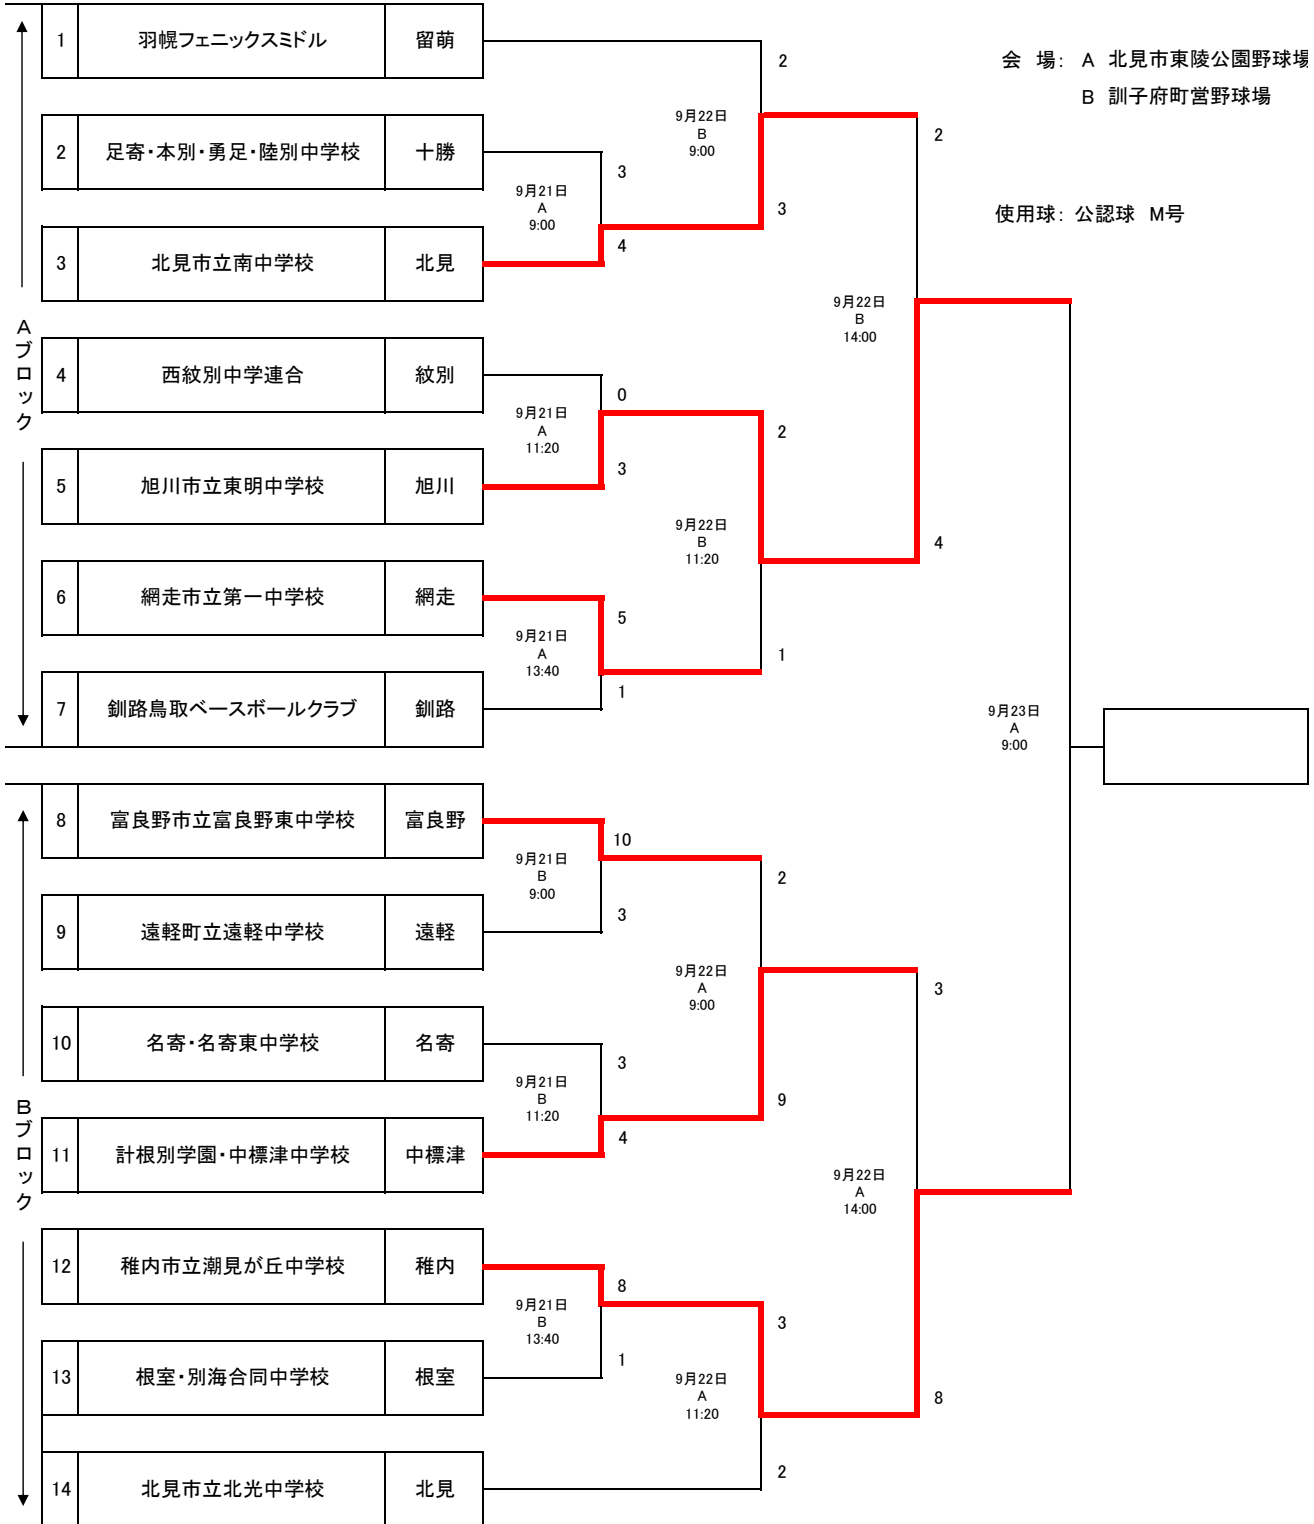 会 場： A 北見市東陵公園野球場
B 訓子府町営野球場
使用球： 公認球 M号
Aブロック
1 羽幌フェニックスミドル 留萌
2 足寄・本別・勇足・陸別中学校 十勝
3 北見市立南中学校 北見
4 西紋別中学連合 紋別
5 旭川市立東明中学校 旭川
6 網走市立第一中学校 網走
7 釧路鳥取ベースボールクラブ 釧路
Bブロック
8 富良野市立富良野東中学校 富良野
9 遠軽町立遠軽中学校 遠軽
10 名寄・名寄東中学校 名寄
11 計根別学園・中標津中学校 中標津
12 稚内市立潮見が丘中学校 稚内
13 根室・別海合同中学校 根室
14 北見市立北光中学校 北見
3
9月21日
A
9:00
4
0
9月21日
A
11:20
3
5
9月21日
A
13:40
1
10
9月21日
B
9:00
3
3
9月21日
B
11:20
4
8
9月21日
B
13:40
1
2
9月22日
B
9:00
3
2
9月22日
B
11:20
1
2
9月22日
A
9:00
9
3
9月22日
A
11:20
2
2
9月22日
B
14:00
4
3
9月22日
A
14:00
8
9月23日
A
9:00